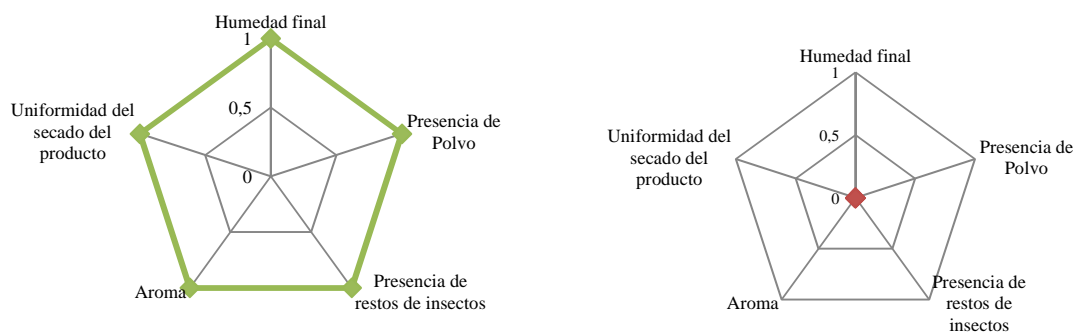 Humedad final
1
Uniformidad del
secado del
producto
0,5
Presencia de
Polvo
0
Aroma
Presencia de
restos de insectos
Humedad final
1
Uniformidad del
secado del
producto
0,5
Presencia de
Polvo
0
Aroma
Presencia de
restos de
insectos